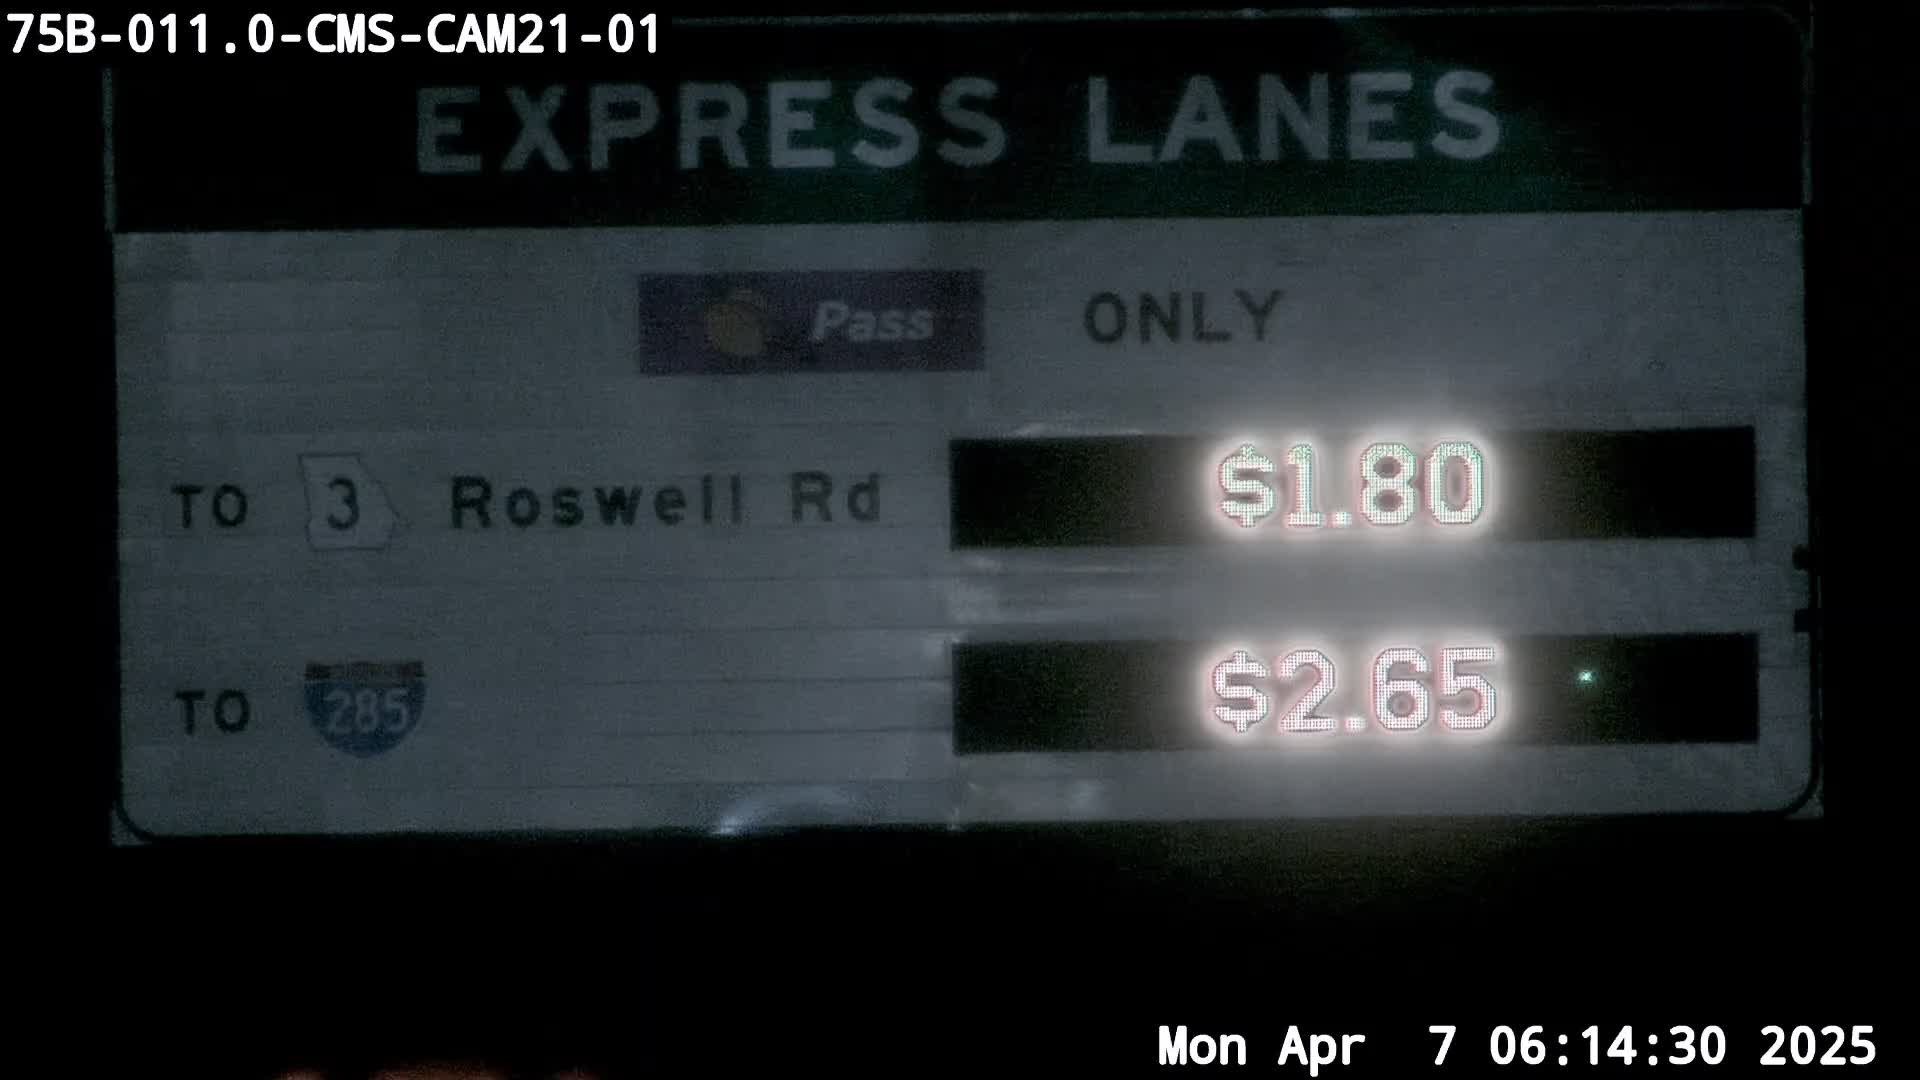 75B-011.0-CMS-CAM21-01
EXPRESS LANES
Pass ONLY
TO 3 Roswell Rd $1.80
TO 285 $2.65
Mon Apr 7 06:14:30 2025